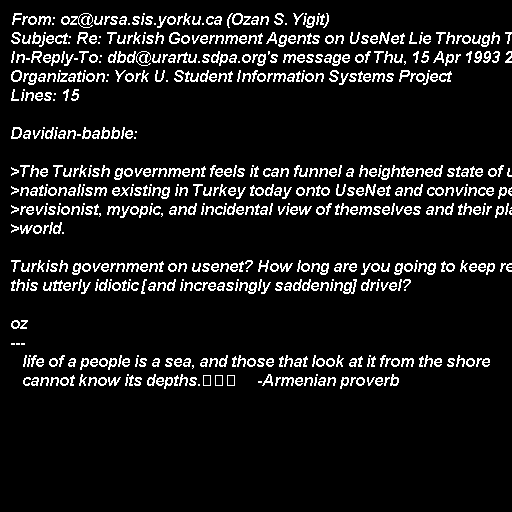 From: oz@ursa.sis.yorku.ca (Ozan S. Yigit)
Subject: Re: Turkish Government Agents on UseNet Lie Through
In-Reply-To: dbd@urartu.sdpa.org's message of Thu, 15 Apr 1993
Organization: York U. Student Information Systems Project
Lines: 15

Davidian-babble:

>The Turkish government feels it can funnel a heightened state of
>nationalism existing in Turkey today onto UseNet and convince
>revisionist, myopic, and incidental view of themselves and their
>world.

Turkish government on usenet? How long are you going to keep
this utterly idiotic [and increasingly saddening] drivel?

oz
---
life of a people is a sea, and those that look at it from the shore
cannot know its depths. -Armenian proverb